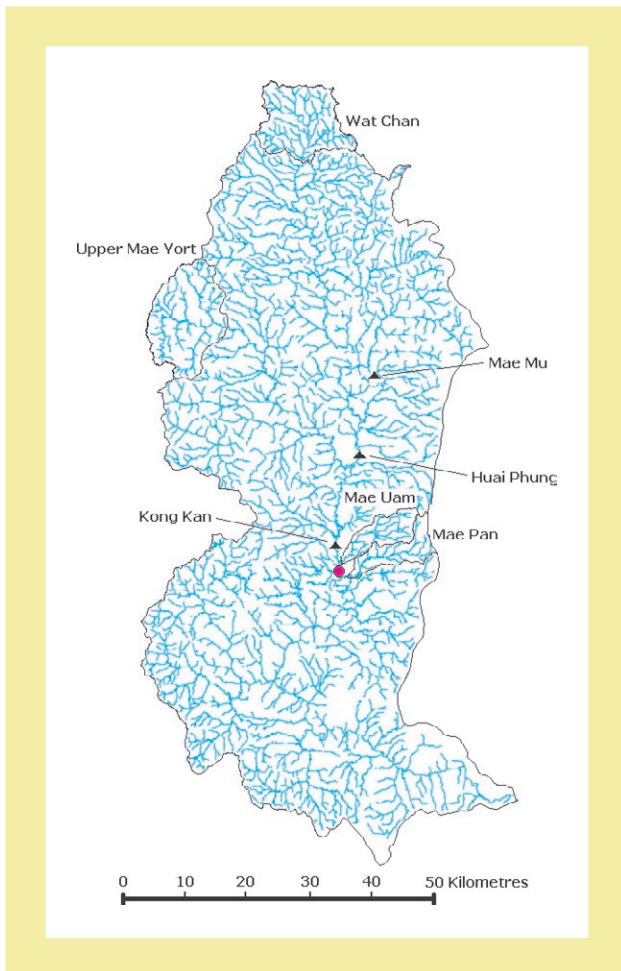 Wat Chan
Upper Mae Yort
Mae Mu
Huai Phung
Mae Uam
Kong Kan
Mae Pan
0 10 20 30 40 50 Kilometres